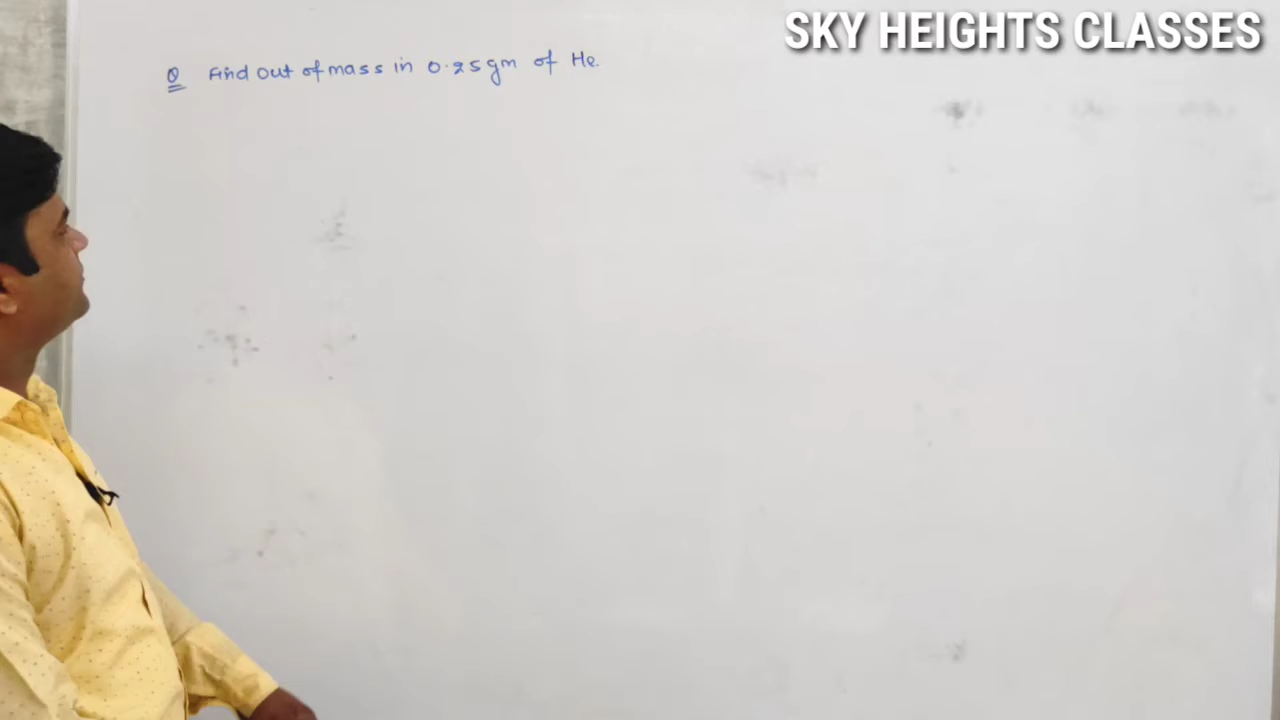 SKY HEIGHTS CLASSES
Q Find out of mass in 0.25gm of He.